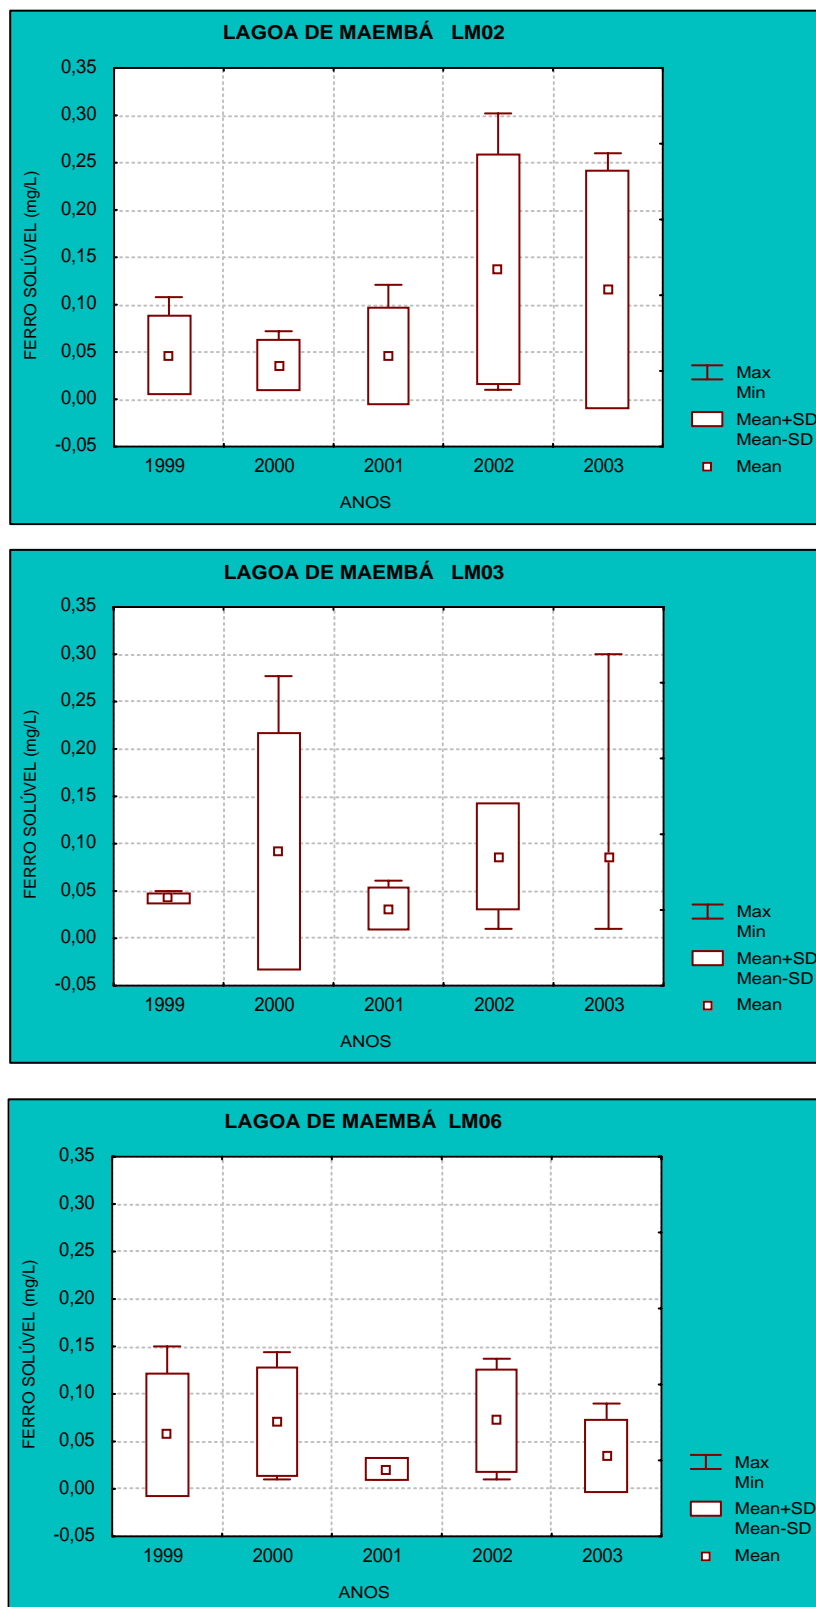 LAGOA DE MAEMBÁ LM02
FERRO SOLÚVEL (mg/L)
0,35
0,30
0,25
0,20
0,15
0,10
0,05
0,00
-0,05
1999 2000 2001 2002 2003
ANOS
Max
Min
Mean+SD
Mean-SD
Mean
LAGOA DE MAEMBÁ LM03
FERRO SOLÚVEL (mg/L)
0,35
0,30
0,25
0,20
0,15
0,10
0,05
0,00
-0,05
1999 2000 2001 2002 2003
ANOS
Max
Min
Mean+SD
Mean-SD
Mean
LAGOA DE MAEMBÁ LM06
FERRO SOLÚVEL (mg/L)
0,35
0,30
0,25
0,20
0,15
0,10
0,05
0,00
-0,05
1999 2000 2001 2002 2003
ANOS
Max
Min
Mean+SD
Mean-SD
Mean